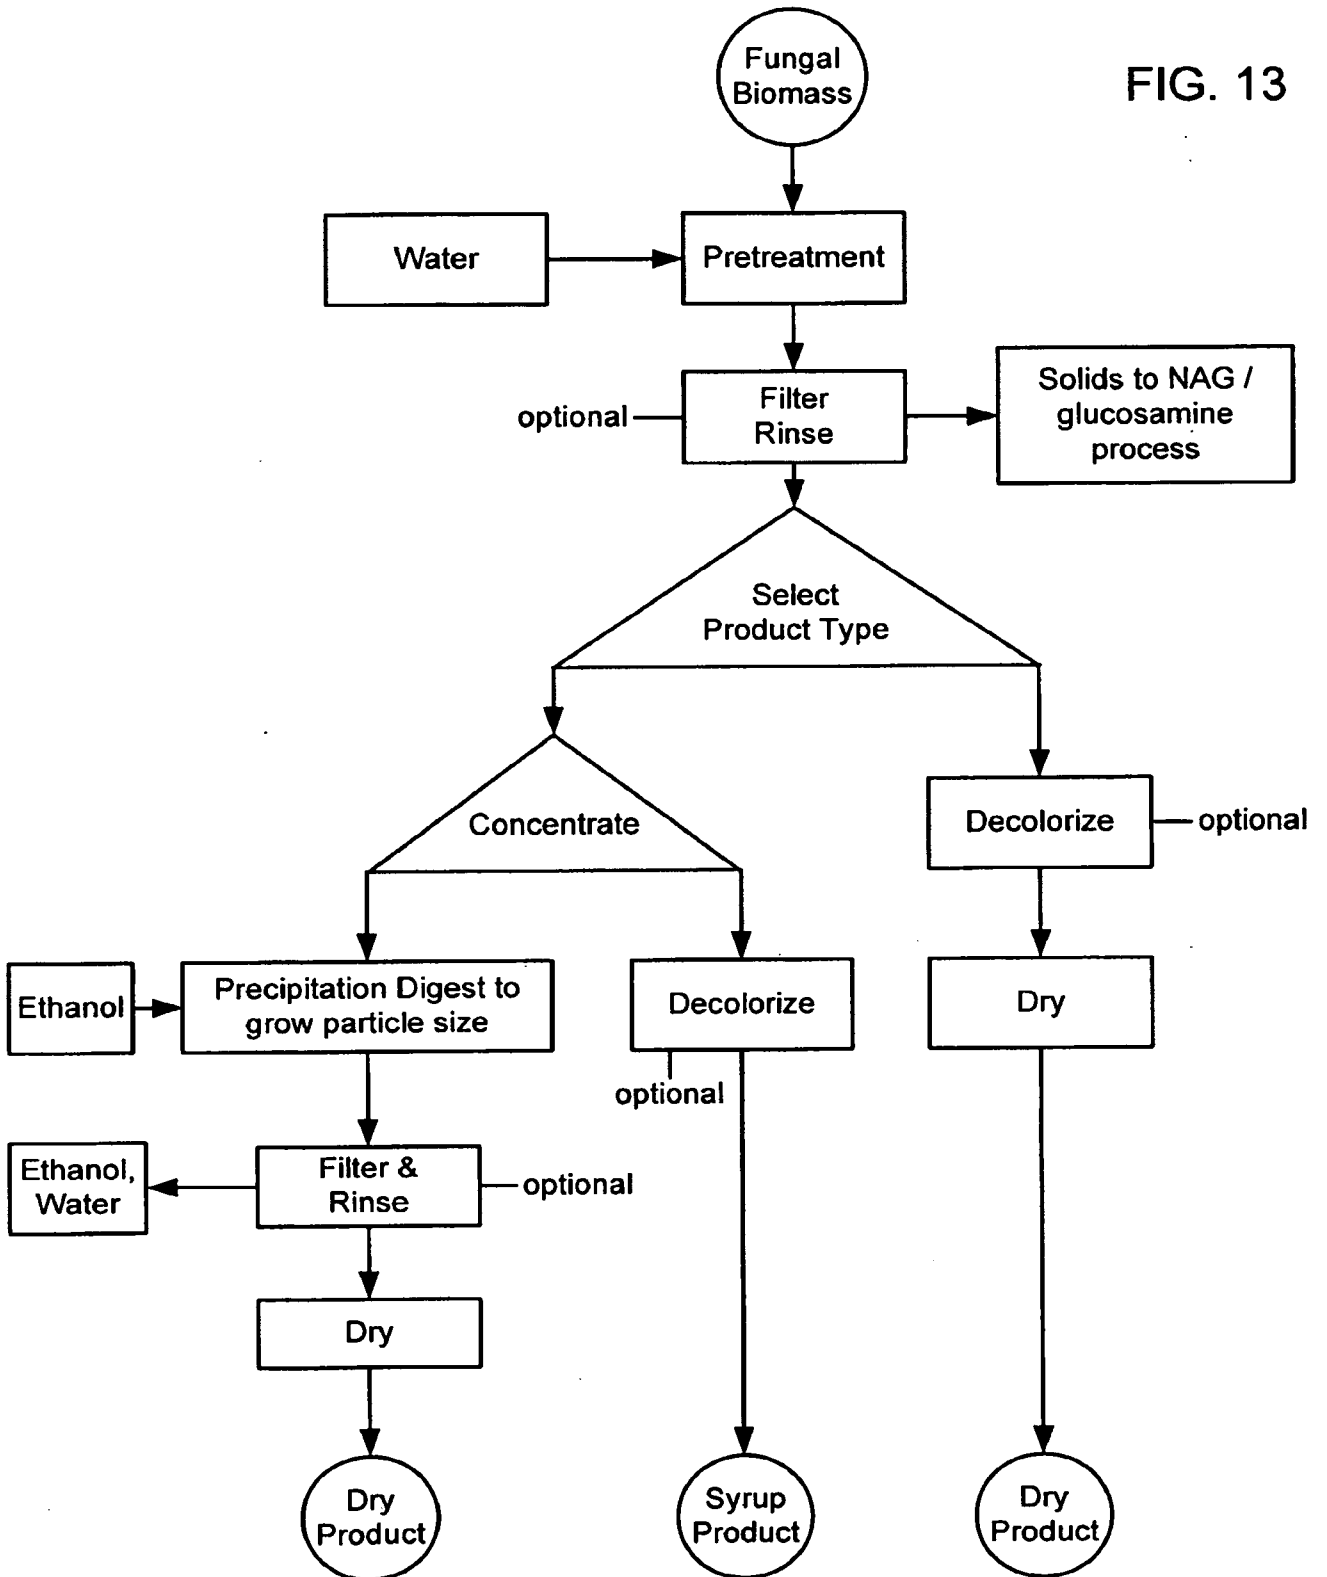 Fungal
Biomass
FIG. 13
Water
Pretreatment
optional
Filter
Rinse
Solids to NAG /
glucosamine
process
Select
Product Type
Concentrate
Decolorize
optional
Ethanol
Precipitation Digest to
grow particle size
Decolorize
optional
Dry
Ethanol,
Water
Filter &
Rinse
optional
Dry
Dry
Product
Syrup
Product
Dry
Product